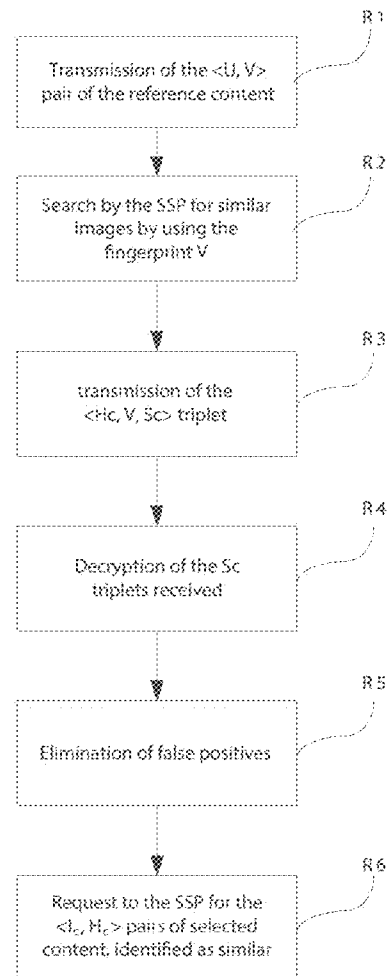 R1
Transmission of the <U, V>
pair of the reference content
R2
Search by the SSP for similar
images by using the
fingerprint V
R3
transmission of the
<Hc, V, Sc> triplet
R4
Decryption of the Sc
triplets received
R5
Elimination of false positives
R6
Request to the SSP for the
<Ic, Hc> pairs of selected
content, identified as similar